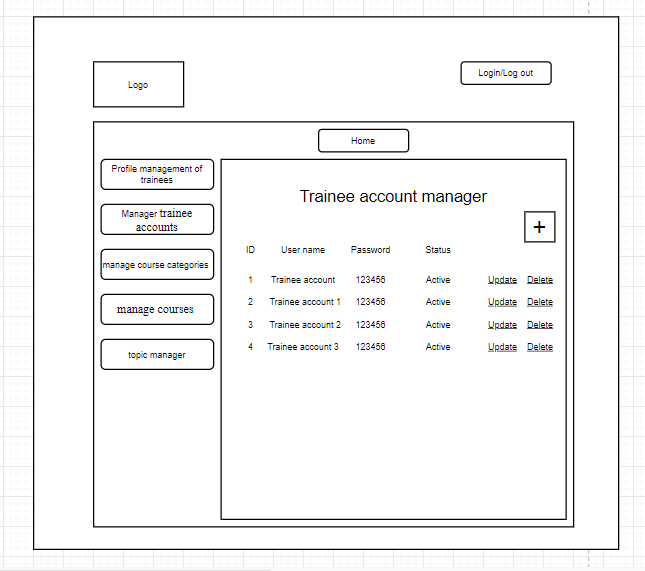 Logo
Login/Log out
Home
Profile management of
trainees
Manager trainee
accounts
manage course categories
manage courses
topic manager
Trainee account manager
+
ID User name Password Status
1 Trainee account 123456 Active Update Delete
2 Trainee account 1 123456 Active Update Delete
3 Trainee account 2 123456 Active Update Delete
4 Trainee account 3 123456 Active Update Delete